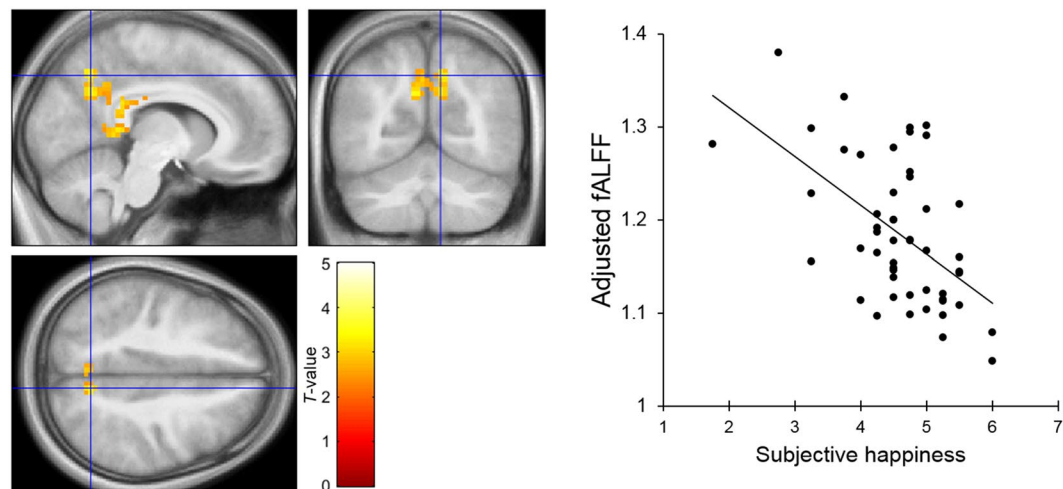 5
4
3
2
1
0
T-value
1.4
1.3
1.2
1.1
1
Adjusted fALFF
1 2 3 4 5 6 7
Subjective happiness